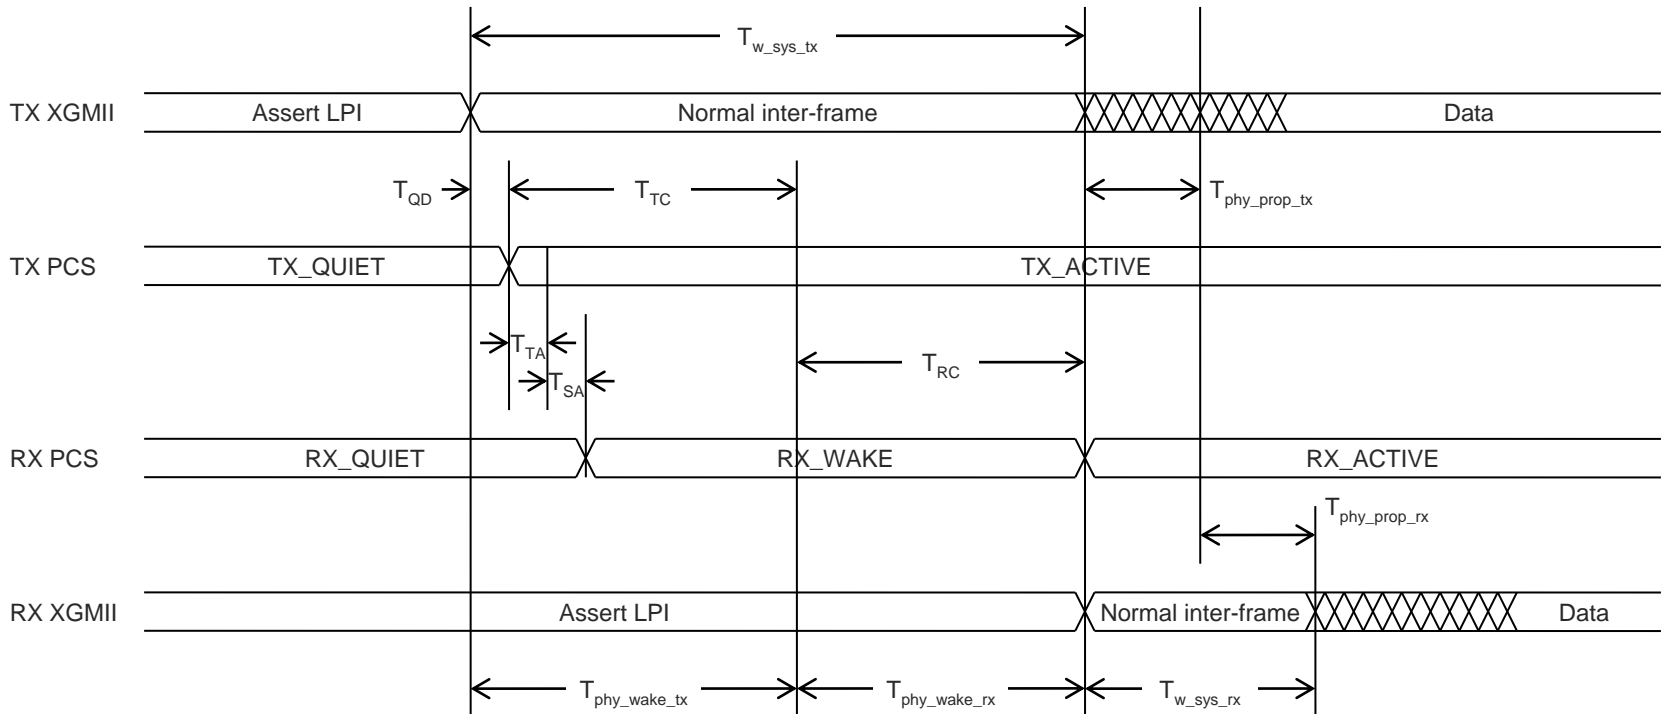 T_w_sys_tx
TX XGMII Assert LPI Normal inter-frame Data
T_QD T_TC T_phy_prop_tx
TX PCS TX_QUIET TX_ACTIVE
T_TA
T_RC
T_SA
RX PCS RX_QUIET RX_WAKE RX_ACTIVE
T_phy_prop_rx
RX XGMII Assert LPI Normal inter-frame Data
T_phy_wake_tx T_phy_wake_rx T_w_sys_rx